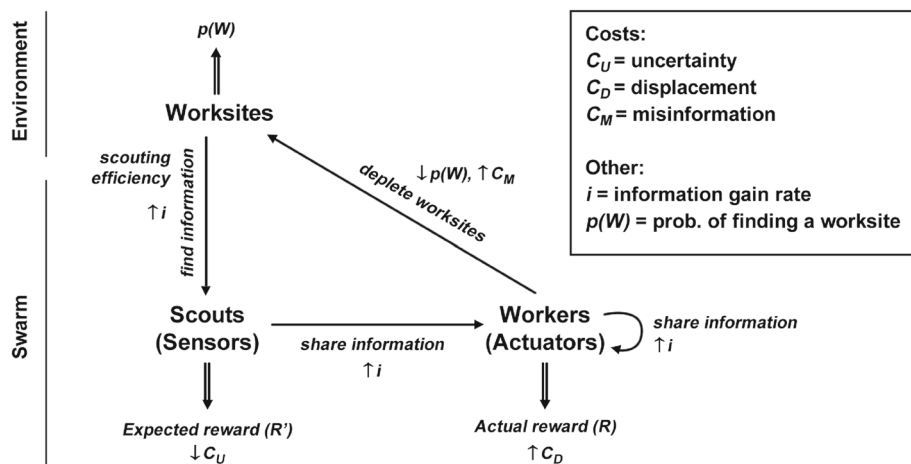 Environment
Swarm
p(W)
Worksites
scouting
efficiency
↑i
find information
↓p(W), ↑C_M
deplete worksites
Scouts
(Sensors)
share information
↑i
Workers
(Actuators)
share information
↑i
Expected reward (R')
↓C_U
Actual reward (R)
↑C_D
Costs:
C_U = uncertainty
C_D = displacement
C_M = misinformation
Other:
i = information gain rate
p(W) = prob. of finding a worksite